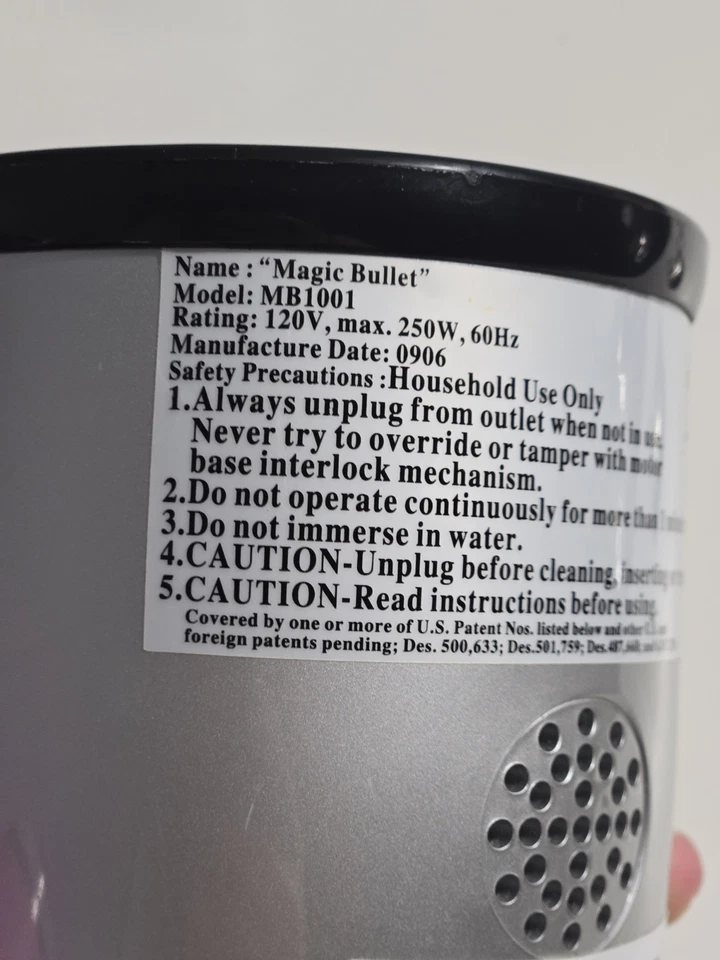 Name : “Magic Bullet”
Model: MB1001
Rating: 120V, max. 250W, 60Hz
Manufacture Date: 0906
Safety Precautions :Household Use Only
1.Always unplug from outlet when not in
Never try to override or tamper with motor
base interlock mechanism.
2.Do not operate continuously for more than 1
3.Do not immerse in water.
4.CAUTION-Unplug before cleaning, inserting
5.CAUTION-Read instructions before using.
Covered by one or more of U.S. Patent Nos. listed below and other
foreign patents pending; Des. 500,633; Des.501,759;